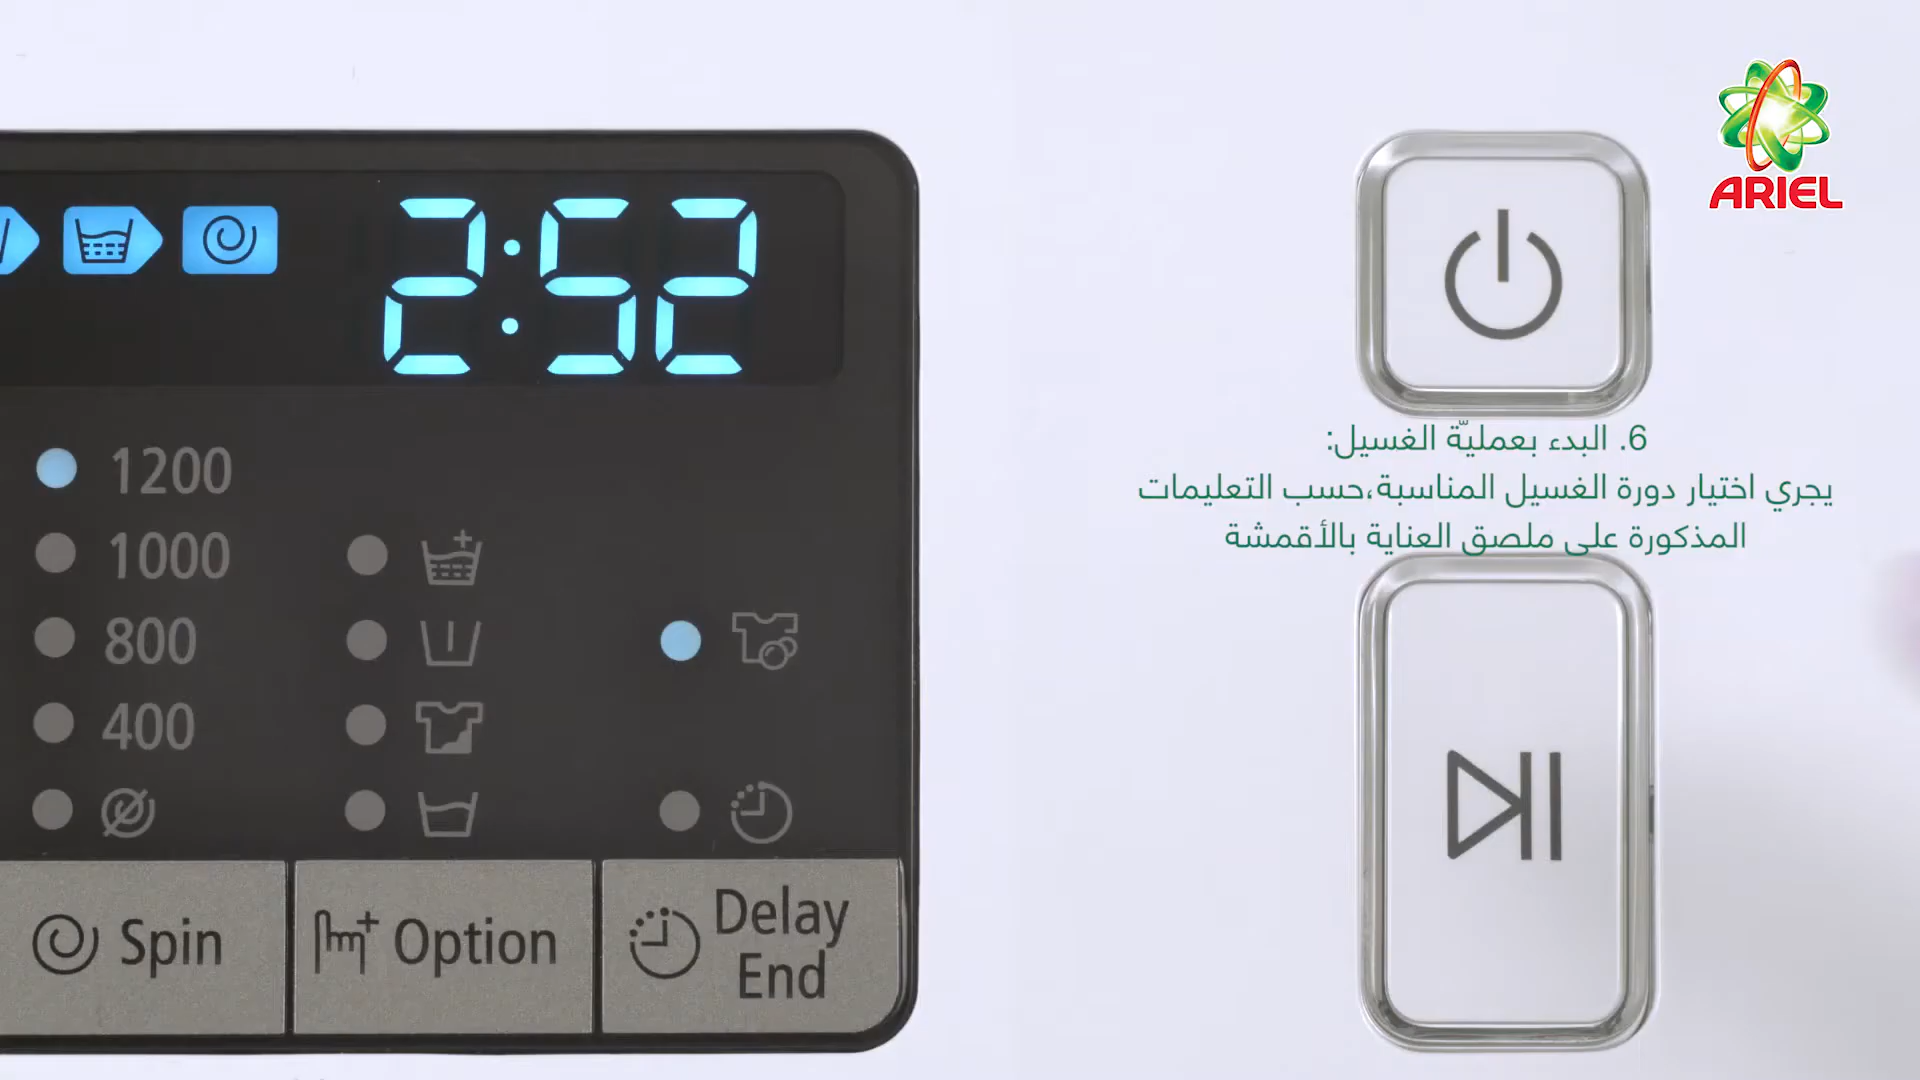 2:52
1200
1000
800
400
Spin
Option
Delay
End
ARIEL
6. البدء بعمليّة الغسيل:
يجري اختيار دورة الغسيل المناسبة،حسب التعليمات
المذكورة على ملصق العناية بالأقمشة